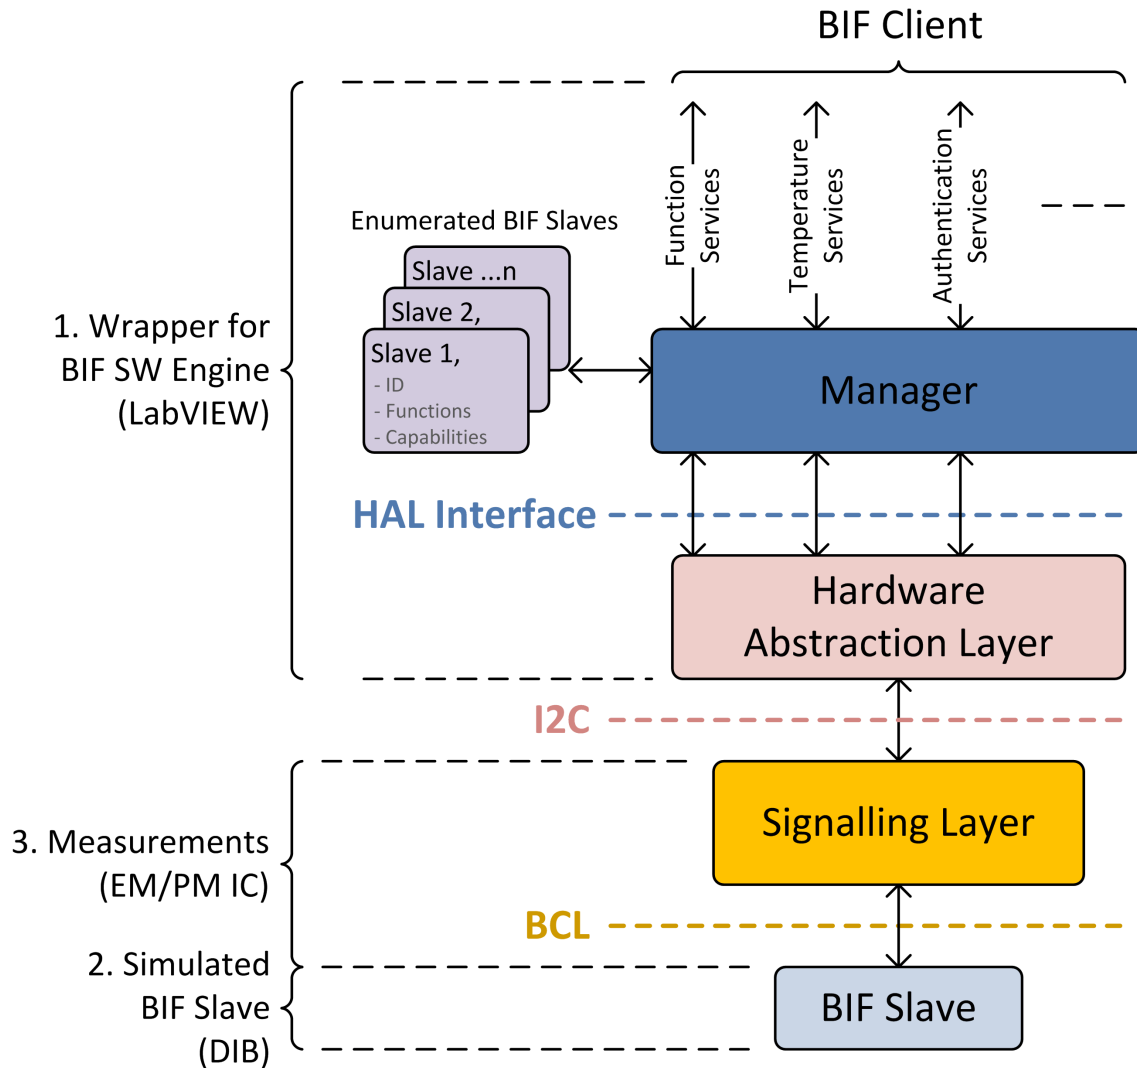 BIF Client
Function
Services
Temperature
Services
Authentication
Services
Enumerated BIF Slaves
Slave ...n
Slave 2,
Slave 1,
- ID
- Functions
- Capabilities
1. Wrapper for
BIF SW Engine
(LabVIEW)
Manager
HAL Interface
Hardware
Abstraction Layer
I2C
Signalling Layer
3. Measurements
(EM/PM IC)
BCL
2. Simulated
BIF Slave
(DIB)
BIF Slave